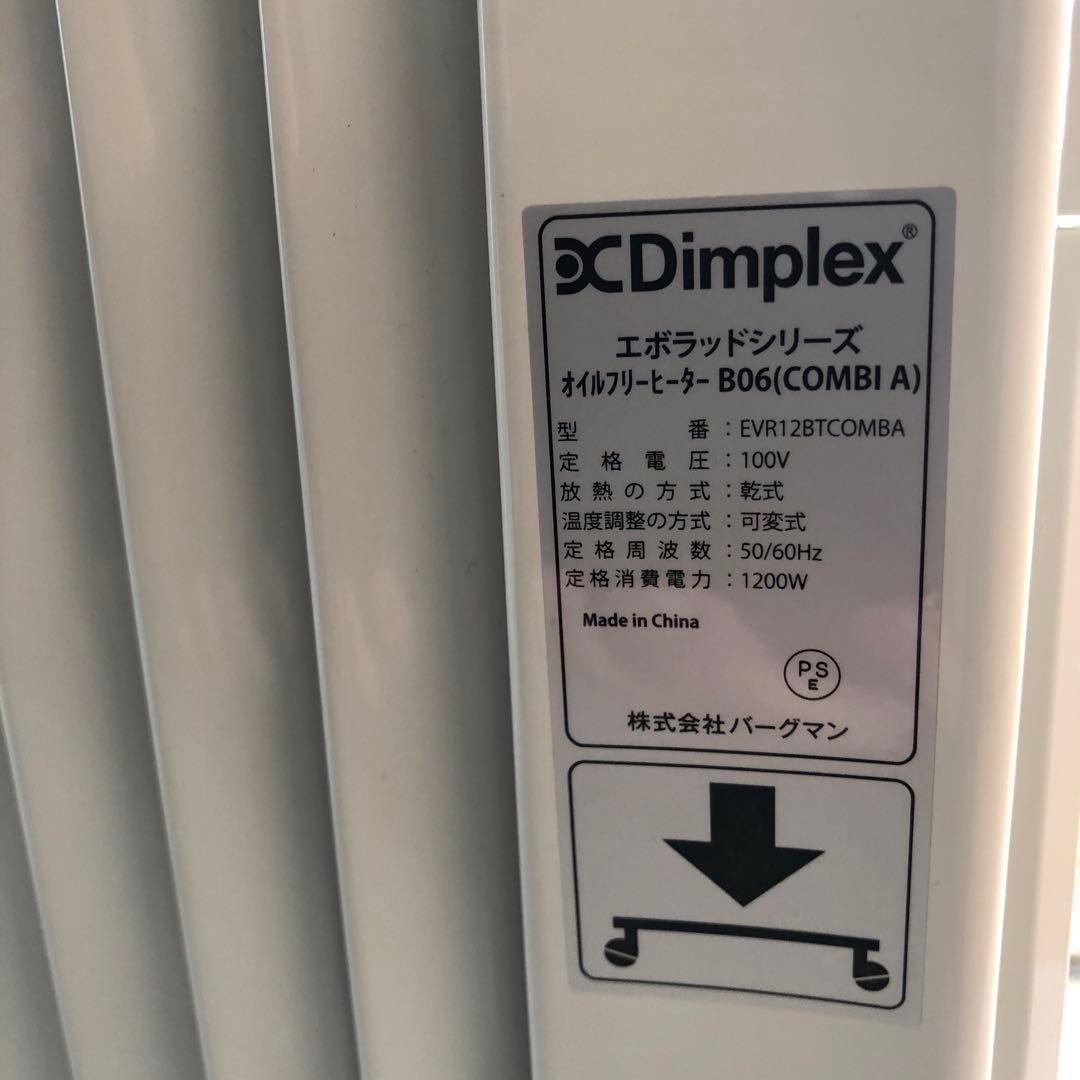 Dimplex®
エボラッドシリーズ
オイルフリーヒーター B06(COMBI A)
型番：EVR12BTCOMBA
定格電圧：100V
放熱の方式：乾式
温度調整の方式：可変式
定格周波数：50/60Hz
定格消費電力：1200W
Made in China
PS
E
株式会社バーグマン